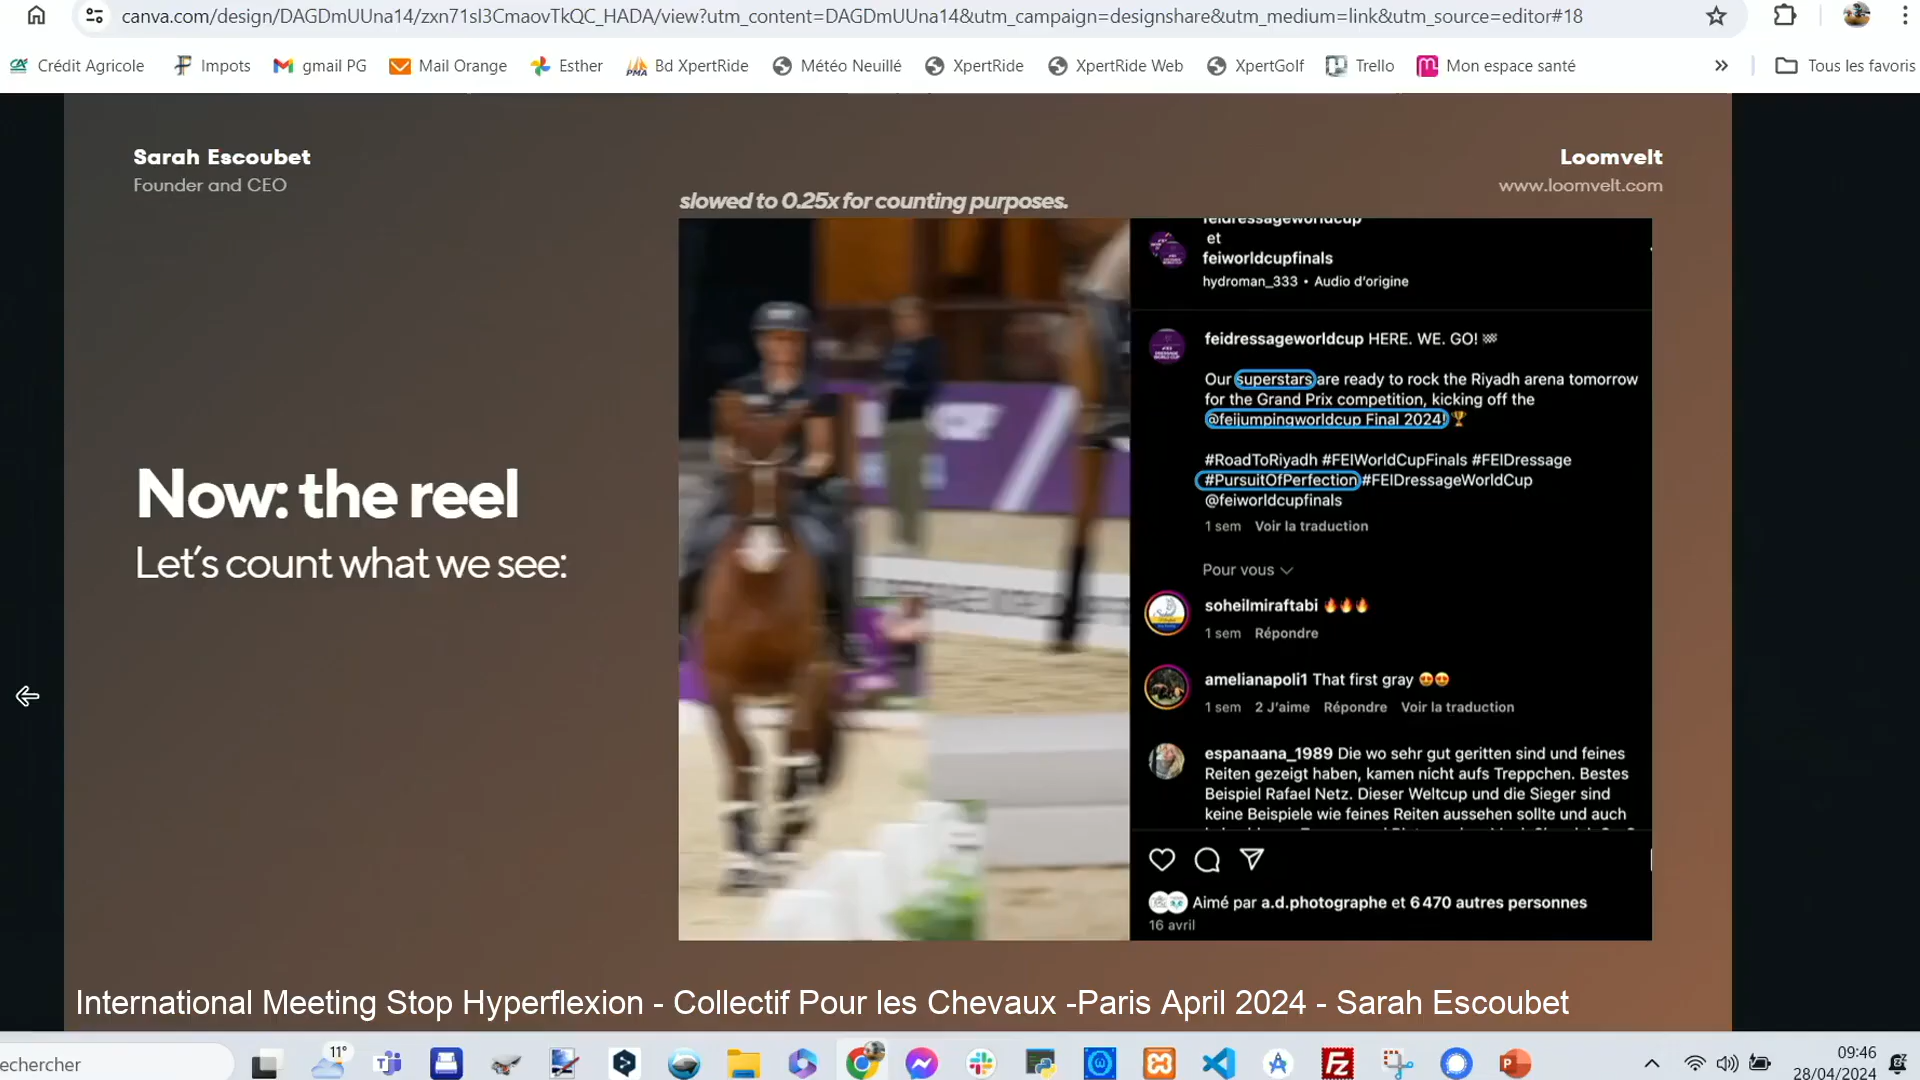 canva.com/design/DAGDmUUna14/zxn71sI3CmaovTkQC_HADA/view?utm_content=DAGDmUUna14&utm_campaign=designshare&utm_medium=link&utm_source=editor#18
Crédit Agricole Impots gmail PG Mail Orange Esther Bd XpertRide Météo Neuillé XpertRide XpertRide Web XpertGolf Trello Mon espace santé » Tous les favoris
Sarah Escoubet
Founder and CEO
Loomvelt
www.loomvelt.com
slowed to 0.25x for counting purposes.
Now: the reel
Let's count what we see:
feidressageworldcup
et
feiworldcupfinals
hydroman_333 • Audio d'origine
feidressageworldcup HERE. WE. GO! 🏁
Our superstars are ready to rock the Riyadh arena tomorrow
for the Grand Prix competition, kicking off the
@feijumpingworldcup Final 2024! 🏆
#RoadToRiyadh #FEIWorldCupFinals #FEIDressage
#PursuitOfPerfection #FEIDressageWorldCup
@feiworldcupfinals
1 sem Voir la traduction
Pour vous
soheilmiraftabi 🔥🔥🔥
1 sem Répondre
amelianapoli1 That first gray 😍😍
1 sem 2 J'aime Répondre Voir la traduction
espanaana_1989 Die wo sehr gut geritten sind und feines
Reiten gezeigt haben, kamen nicht aufs Treppchen. Bestes
Beispiel Rafael Netz. Dieser Weltcup und die Sieger sind
keine Beispiele wie feines Reiten aussehen sollte und auch
Aimé par a.d.photographe et 6 470 autres personnes
16 avril
International Meeting Stop Hyperflexion - Collectif Pour les Chevaux -Paris April 2024 - Sarah Escoubet
echercher
11°
09:46
28/04/2024